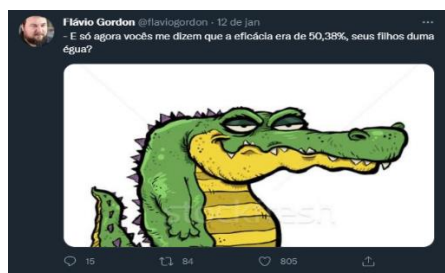 Flávio Gordon @flaviogordon · 12 de jan
- E só agora vocês me dizem que a eficácia era de 50,38%, seus filhos duma
égua?
15 84 805